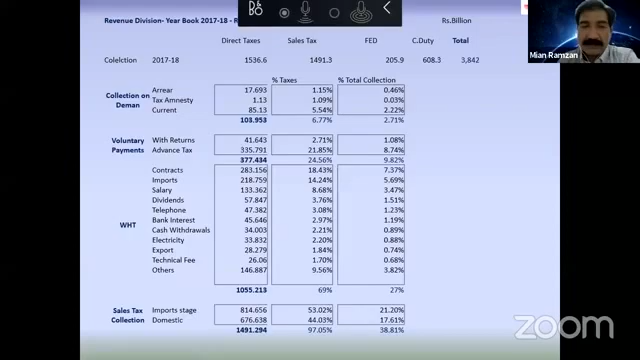 Revenue Division- Year Book 2017-18 - R
Rs.Billion
B&O
Direct Taxes Sales Tax FED C.Duty Total
Colelction 2017-18 1536.6 1491.3 205.9 608.3 3,842
Mian Ramzan
% Taxes % Total Collection
Collection on Deman
Arrear 17.693 1.15% 0.46%
Tax Amnesty 1.13 1.09% 0.03%
Current 85.13 5.54% 2.22%
103.953 6.77% 2.71%
Voluntary Payments
With Returns 41.643 2.71% 1.08%
Advance Tax 335.791 21.85% 8.74%
377.434 24.56% 9.82%
WHT
Contracts 283.156 18.43% 7.37%
Imports 218.759 14.24% 5.69%
Salary 133.362 8.68% 3.47%
Dividends 57.847 3.76% 1.51%
Telephone 47.382 3.08% 1.23%
Bank Interest 45.646 2.97% 1.19%
Cash Withdrawals 34.003 2.21% 0.89%
Electricity 33.832 2.20% 0.88%
Export 28.279 1.84% 0.74%
Technical Fee 26.06 1.70% 0.68%
Others 146.887 9.56% 3.82%
1055.213 69% 27%
Sales Tax Collection
Imports stage 814.656 53.02% 21.20%
Domestic 676.638 44.03% 17.61%
1491.294 97.05% 38.81%
zoom